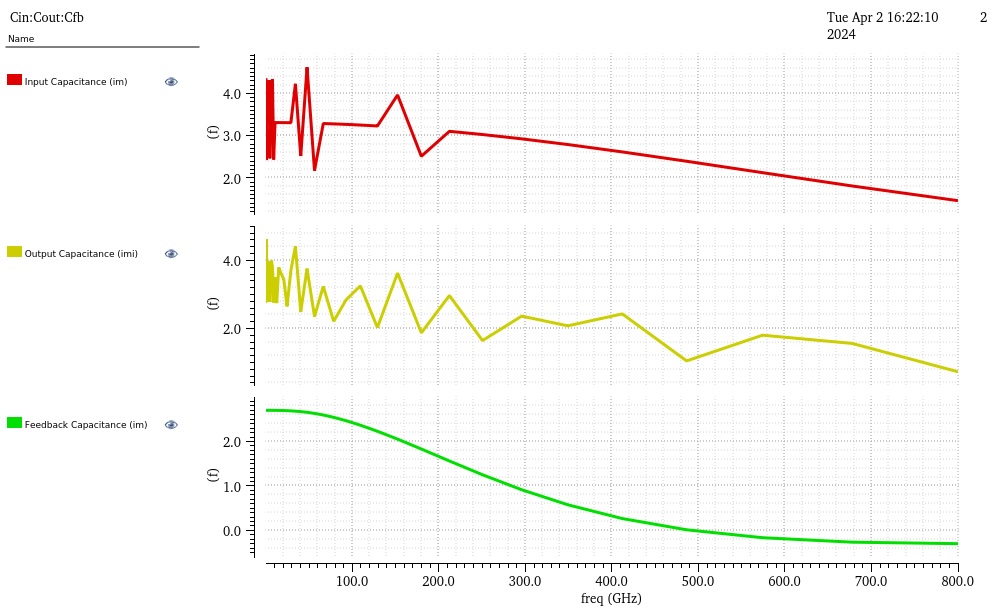 Cin:Cout:Cfb
Tue Apr 2 16:22:10 2
2024
Name
Input Capacitance (im)
4.0
3.0
2.0
(f)
Output Capacitance (imi)
4.0
2.0
(f)
Feedback Capacitance (im)
2.0
1.0
0.0
(f)
100.0 200.0 300.0 400.0 500.0 600.0 700.0 800.0
freq (GHz)